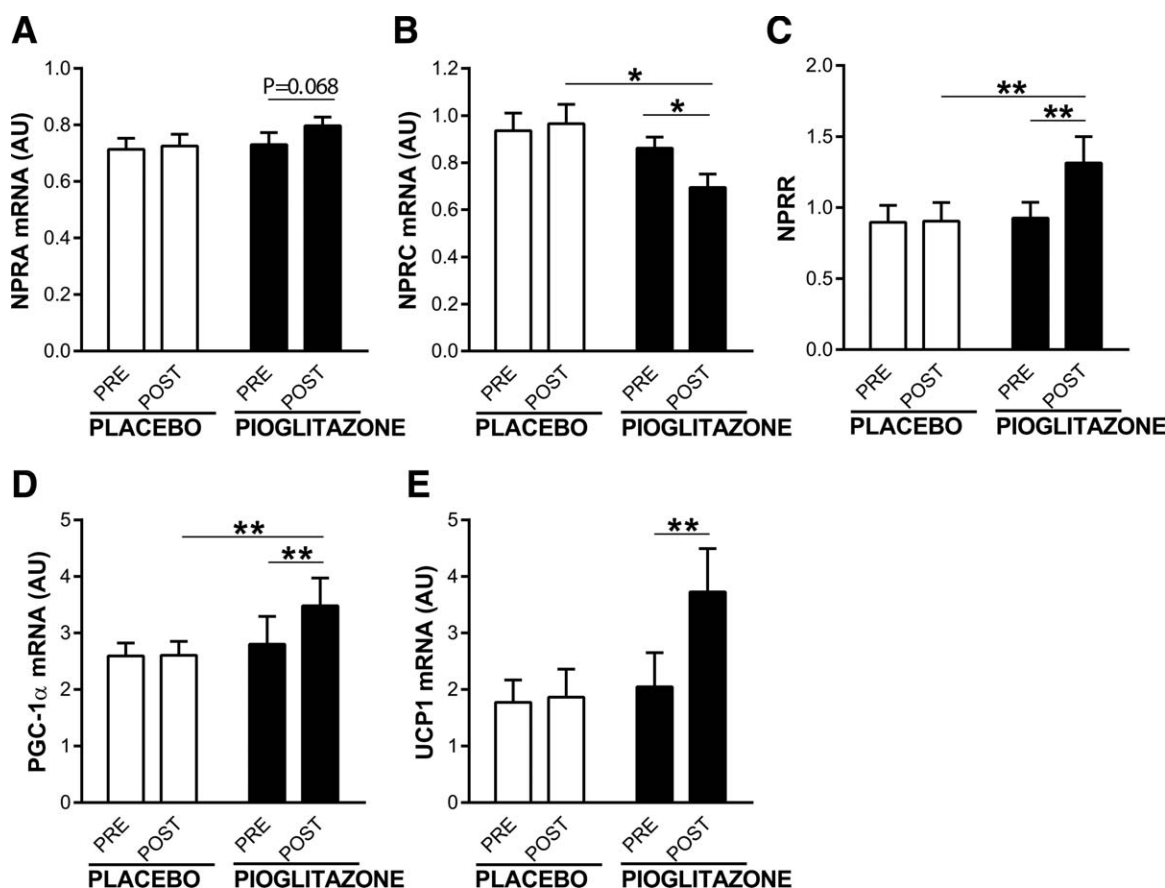 A
NPRA mRNA (AU)
1.0
0.8
0.6
0.4
0.2
0.0
P=0.068
PRE
POST
PRE
POST
PLACEBO
PIOGLITAZONE
B
NPRC mRNA (AU)
1.2
1.0
0.8
0.6
0.4
0.2
0.0
*
*
PRE
POST
PRE
POST
PLACEBO
PIOGLITAZONE
C
NPRR
2.0
1.5
1.0
0.5
0.0
**
**
PRE
POST
PRE
POST
PLACEBO
PIOGLITAZONE
D
PGC-1α mRNA (AU)
5
4
3
2
1
0
**
**
PRE
POST
PRE
POST
PLACEBO
PIOGLITAZONE
E
UCP1 mRNA (AU)
5
4
3
2
1
0
**
PRE
POST
PRE
POST
PLACEBO
PIOGLITAZONE